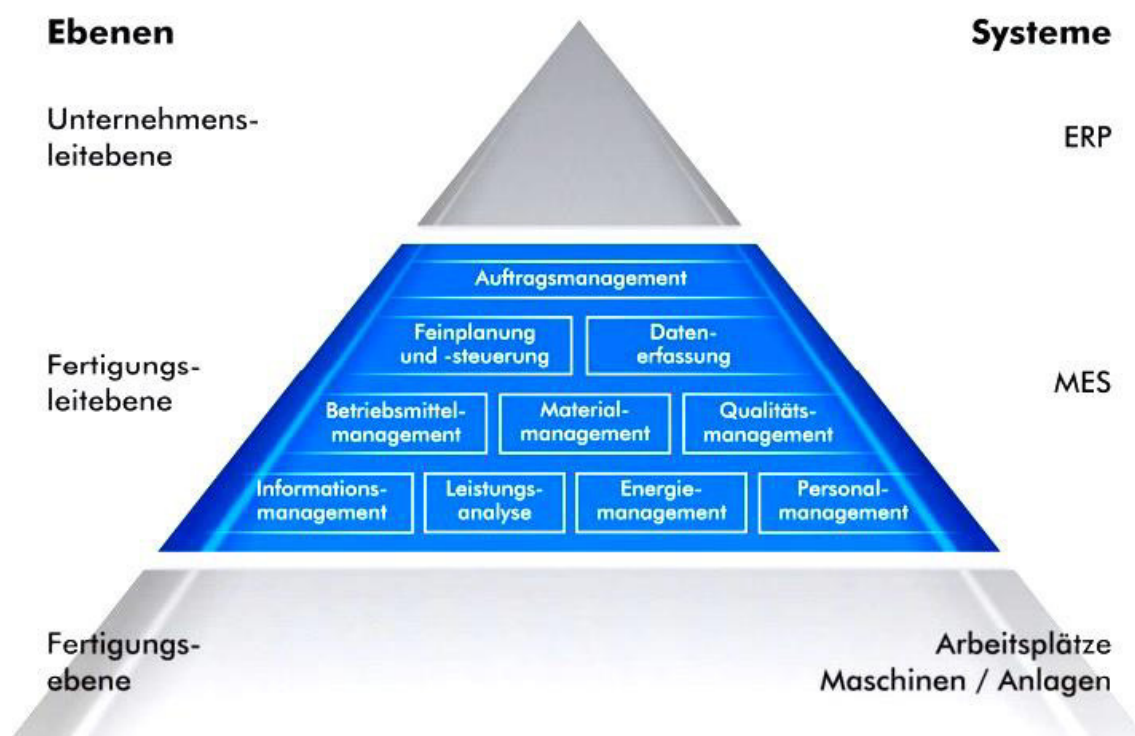 Ebenen
Systeme
Unternehmens-
leitebene
ERP
Auftragsmanagement
Feinplanung
und -steuerung
Daten-
erfassung
Fertigungs-
leitebene
MES
Betriebsmittel-
management
Material-
management
Qualitäts-
management
Informations-
management
Leistungs-
analyse
Energie-
management
Personal-
management
Fertigungs-
ebene
Arbeitsplätze
Maschinen / Anlagen